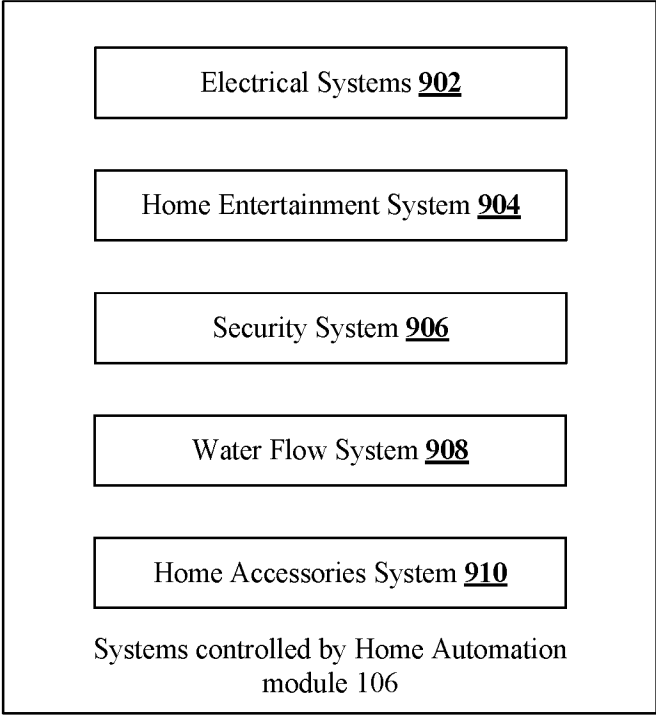 Electrical Systems 902
Home Entertainment System 904
Security System 906
Water Flow System 908
Home Accessories System 910
Systems controlled by Home Automation
module 106